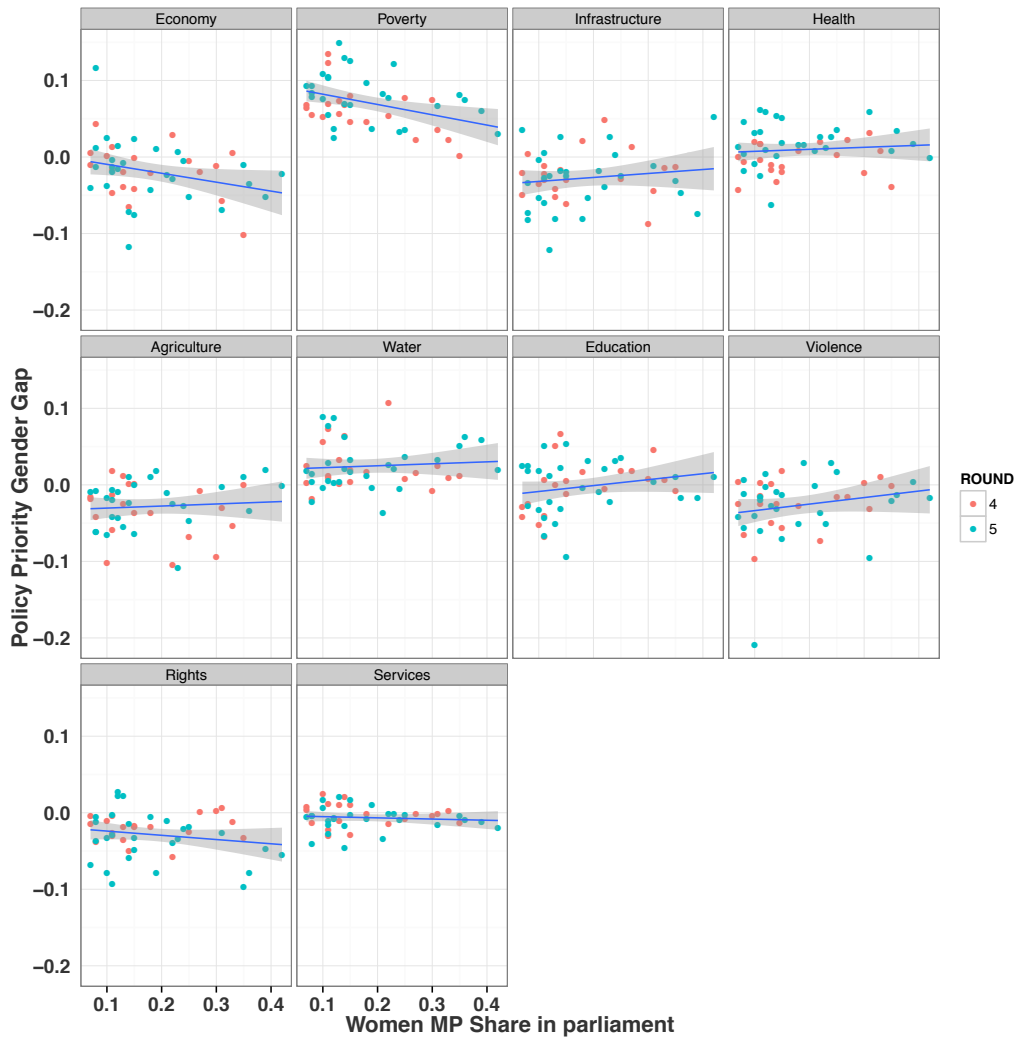 Economy Poverty Infrastructure Health
0.1
0.0
−0.1
−0.2
Agriculture Water Education Violence
0.1
0.0
−0.1
−0.2
Rights Services
0.1
0.0
−0.1
−0.2
0.1 0.2 0.3 0.4 0.1 0.2 0.3 0.4
Women MP Share in parliament
Policy Priority Gender Gap
ROUND
4
5